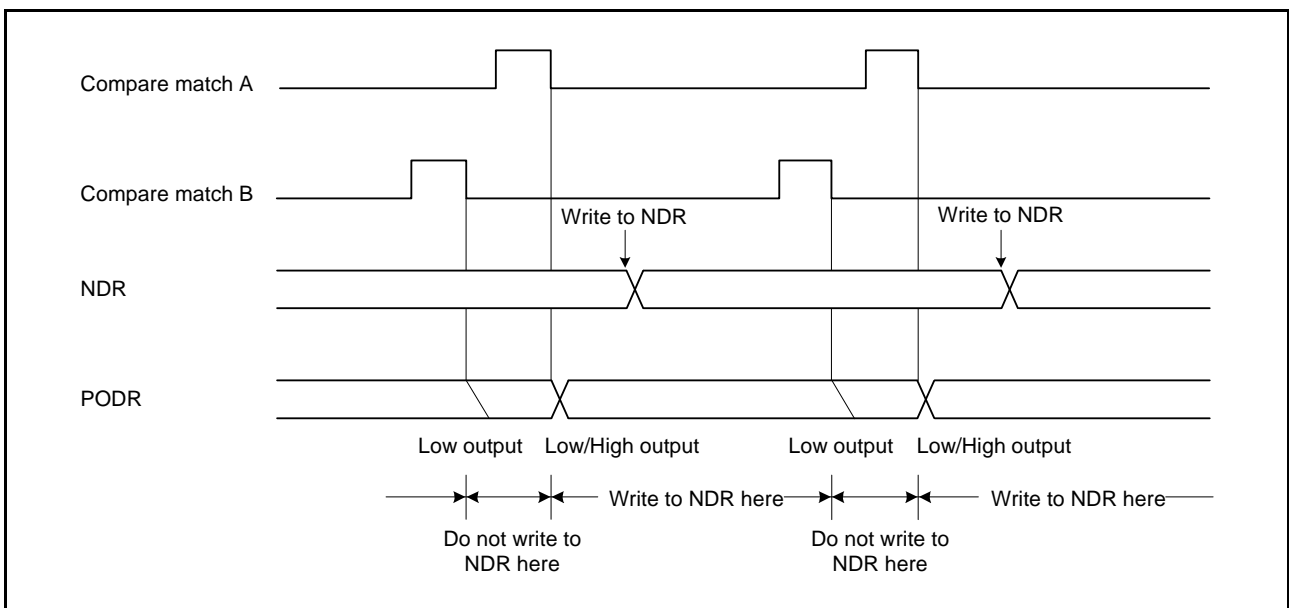 Compare match A
Compare match B
Write to NDR
Write to NDR
NDR
PODR
Low output
Low/High output
Low output
Low/High output
Write to NDR here
Write to NDR here
Do not write to
NDR here
Do not write to
NDR here